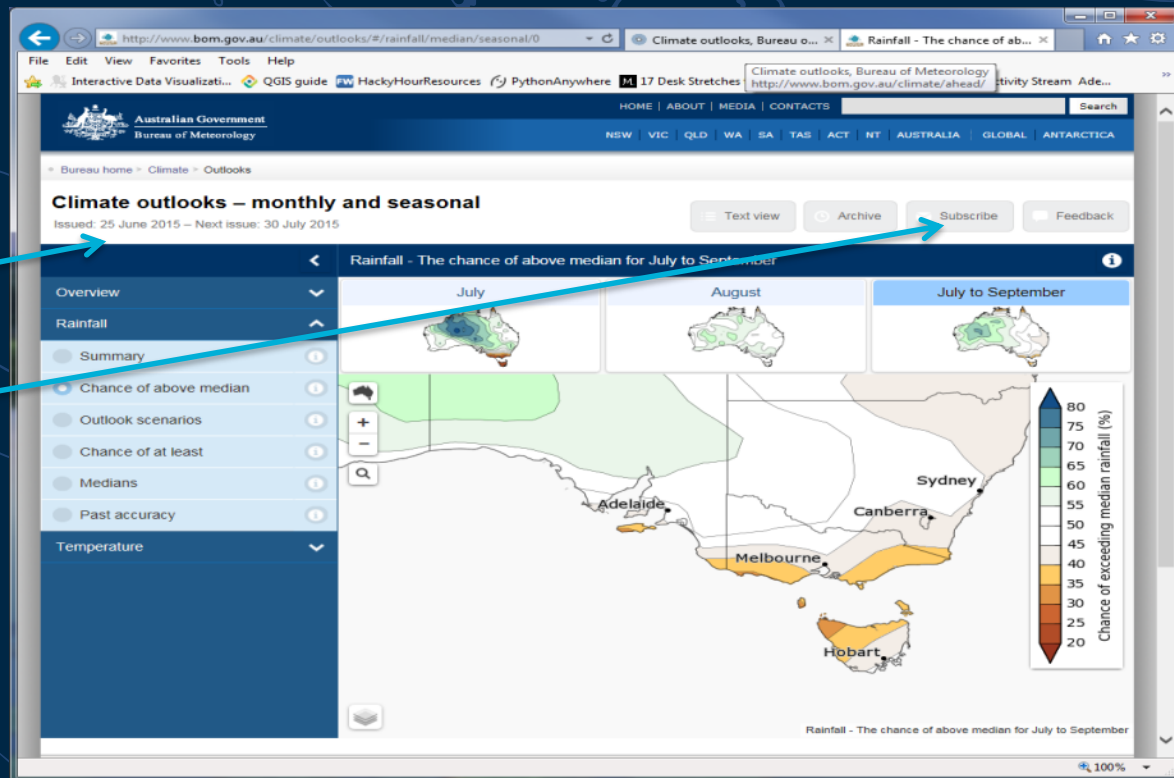 http://www.bom.gov.au/climate/outlooks/#/rainfall/median/seasonal/0
Climate outlooks, Bureau o...
Rainfall - The chance of ab...
File Edit View Favorites Tools Help
Interactive Data Visualizati... QGIS guide HackyHourResources PythonAnywhere 17 Desk Stretches tivity Stream Ade...
Climate outlooks, Bureau of Meteorology
http://www.bom.gov.au/climate/ahead/
Australian Government
Bureau of Meteorology
HOME | ABOUT | MEDIA | CONTACTS
Search
NSW | VIC | QLD | WA | SA | TAS | ACT | NT | AUSTRALIA | GLOBAL | ANTARCTICA
Bureau home > Climate > Outlooks
Climate outlooks – monthly and seasonal
Issued: 25 June 2015 – Next issue: 30 July 2015
Text view
Archive
Subscribe
Feedback
Rainfall - The chance of above median for July to September
Overview
Rainfall
Summary
Chance of above median
Outlook scenarios
Chance of at least
Medians
Past accuracy
Temperature
July
August
July to September
Adelaide
Sydney
Canberra
Melbourne
Hobart
80
75
70
65
60
55
50
45
40
35
30
25
20
Chance of exceeding median rainfall (%)
Rainfall - The chance of above median for July to September
100%